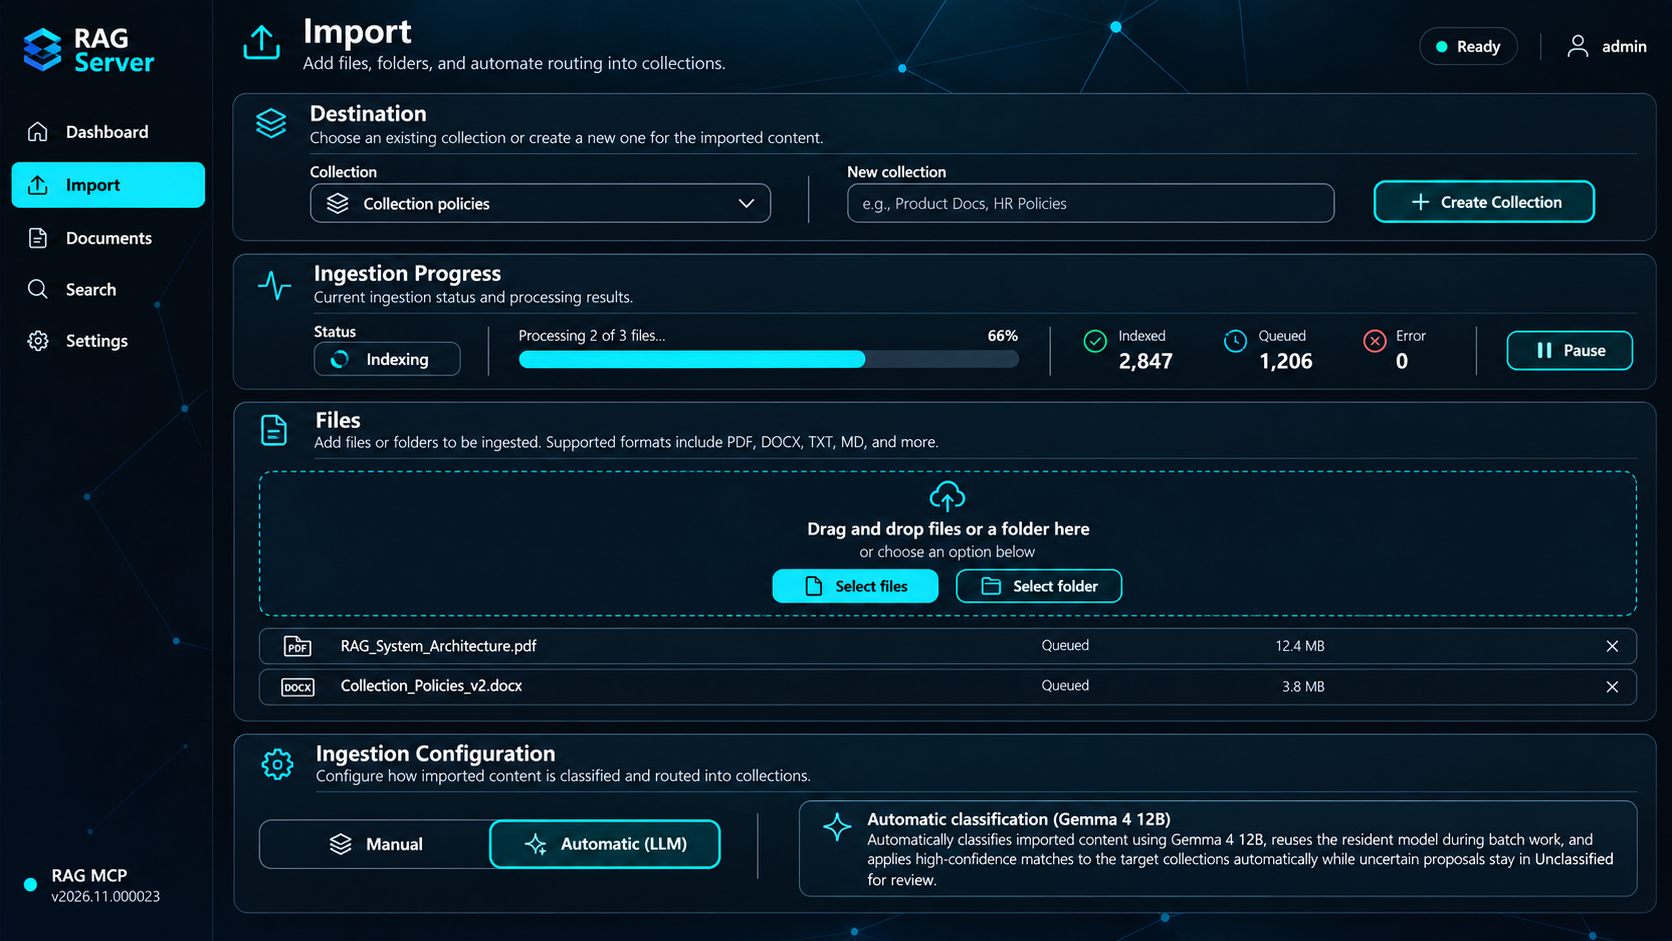 RAG
Server
Import
Add files, folders, and automate routing into collections.
Ready
admin
Dashboard
Import
Documents
Search
Settings
Destination
Choose an existing collection or create a new one for the imported content.
Collection
New collection
Collection policies
e.g., Product Docs, HR Policies
Create Collection
Ingestion Progress
Current ingestion status and processing results.
Status
Indexing
Processing 2 of 3 files...
66%
Indexed
2,847
Queued
1,206
Error
0
Pause
Files
Add files or folders to be ingested. Supported formats include PDF, DOCX, TXT, MD, and more.
Drag and drop files or a folder here
or choose an option below
Select files
Select folder
PDF
RAG_System_Architecture.pdf
Queued
12.4 MB
DOCX
Collection_Policies_v2.docx
Queued
3.8 MB
Ingestion Configuration
Configure how imported content is classified and routed into collections.
Manual
Automatic (LLM)
Automatic classification (Gemma 4 12B)
Automatically classifies imported content using Gemma 4 12B, reuses the resident model during batch work, and
applies high-confidence matches to the target collections automatically while uncertain proposals stay in Unclassified
for review.
RAG MCP
v2026.11.000023